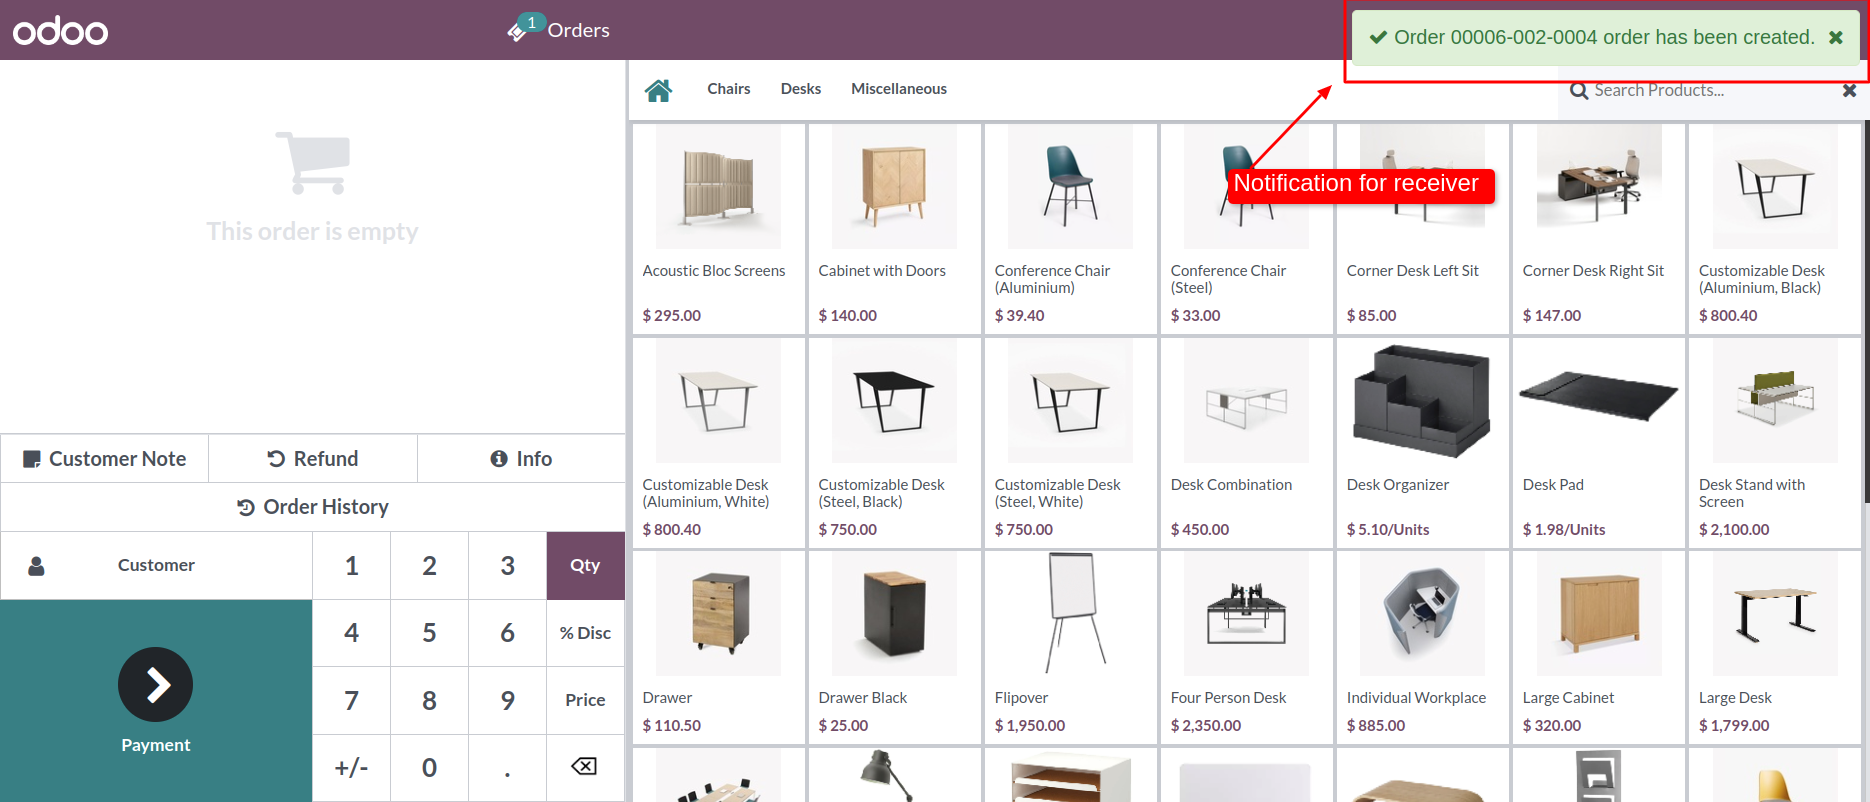 odoo
1
Orders
Order 00006-002-0004 order has been created.
Chairs
Desks
Miscellaneous
Search Products...
Notification for receiver
This order is empty
Acoustic Bloc Screens
$ 295.00
Cabinet with Doors
$ 140.00
Conference Chair
(Aluminium)
$ 39.40
Conference Chair
(Steel)
$ 33.00
Corner Desk Left Sit
$ 85.00
Corner Desk Right Sit
$ 147.00
Customizable Desk
(Aluminium, Black)
$ 800.40
Customizable Desk
(Aluminium, White)
$ 800.40
Customizable Desk
(Steel, Black)
$ 750.00
Customizable Desk
(Steel, White)
$ 750.00
Desk Combination
$ 450.00
Desk Organizer
$ 5.10/Units
Desk Pad
$ 1.98/Units
Desk Stand with
Screen
$ 2,100.00
Drawer
$ 110.50
Drawer Black
$ 25.00
Flipover
$ 1,950.00
Four Person Desk
$ 2,350.00
Individual Workplace
$ 885.00
Large Cabinet
$ 320.00
Large Desk
$ 1,799.00
Customer Note
Refund
Info
Order History
Customer
1
2
3
Qty
4
5
6
% Disc
7
8
9
Price
+/-
0
.
Payment